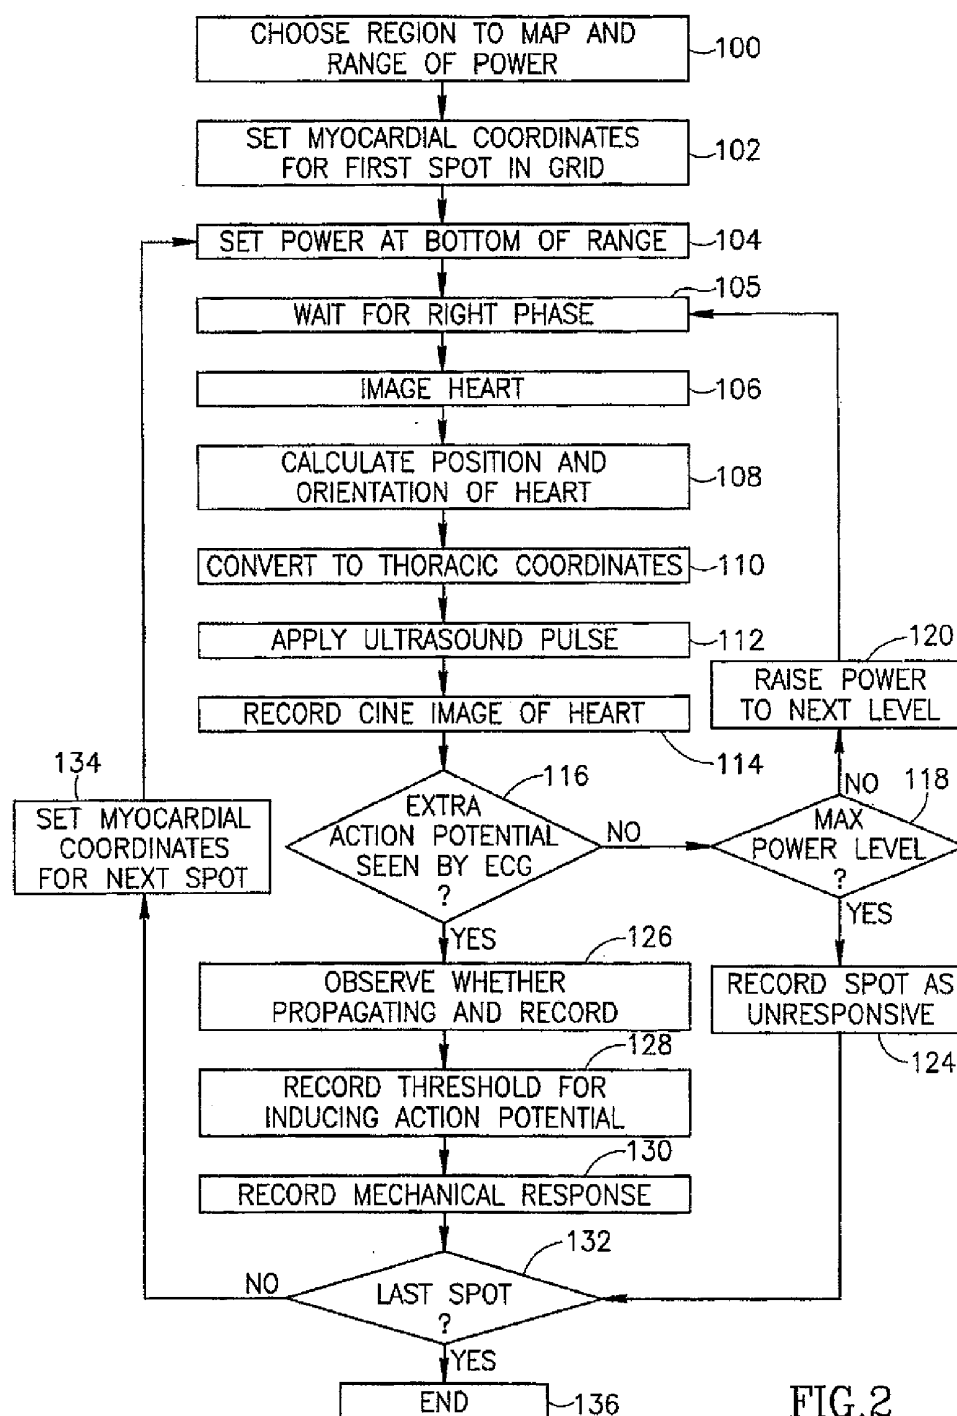 CHOOSE REGION TO MAP AND
RANGE OF POWER
100
SET MYOCARDIAL COORDINATES
FOR FIRST SPOT IN GRID
102
SET POWER AT BOTTOM OF RANGE
104
105
WAIT FOR RIGHT PHASE
IMAGE HEART
106
CALCULATE POSITION AND
ORIENTATION OF HEART
108
CONVERT TO THORACIC COORDINATES
110
APPLY ULTRASOUND PULSE
112
RECORD CINE IMAGE OF HEART
114
120
RAISE POWER
TO NEXT LEVEL
116
EXTRA
ACTION POTENTIAL
SEEN BY ECG
?
NO
YES
118
MAX
POWER LEVEL
?
NO
YES
134
SET MYOCARDIAL
COORDINATES
FOR NEXT SPOT
126
OBSERVE WHETHER
PROPAGATING AND RECORD
RECORD SPOT AS
UNRESPONSIVE
124
128
RECORD THRESHOLD FOR
INDUCING ACTION POTENTIAL
130
RECORD MECHANICAL RESPONSE
132
LAST SPOT
?
NO
YES
END
136
FIG.2